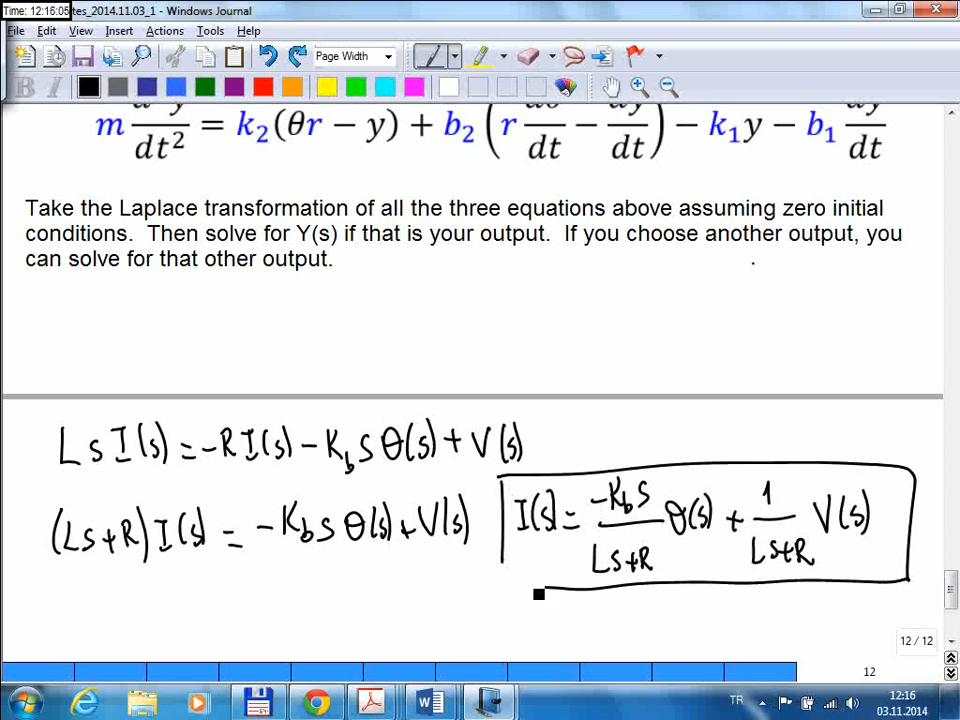 Time: 12:16:05
tes_2014.11.03_1 - Windows Journal
File Edit View Insert Actions Tools Help
Page Width
B I
m d²y/dt² = k₂(θr − y) + b₂(r dθ/dt − dy/dt) − k₁y − b₁ dy/dt
Take the Laplace transformation of all the three equations above assuming zero initial
conditions. Then solve for Y(s) if that is your output. If you choose another output, you
can solve for that other output.
L s I(s) = -R I(s) - K_b s θ(s) + V(s)
(Ls+R) I(s) = -K_b s θ(s) + V(s)
I(s) = -K_b s/(Ls+R) θ(s) + 1/(Ls+R) V(s)
12 / 12
12
TR
12:16
03.11.2014